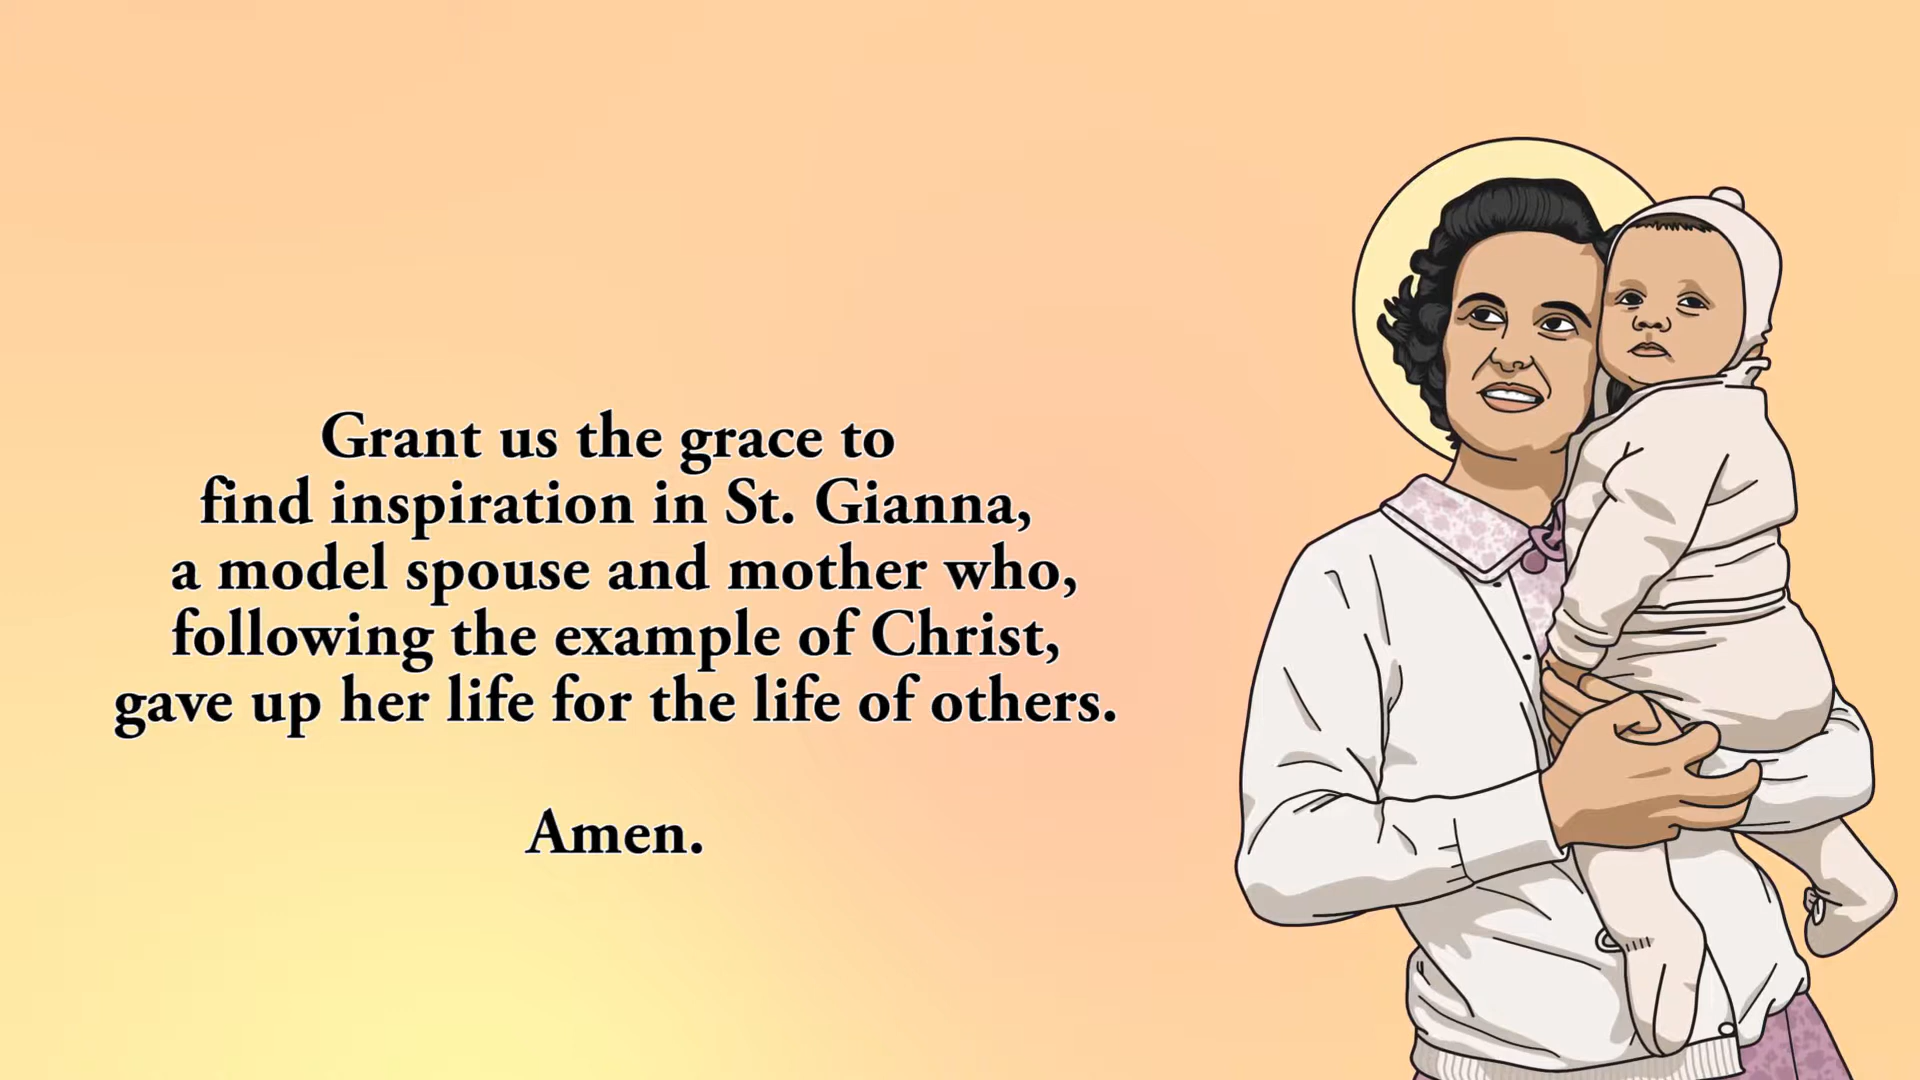 Grant us the grace to
find inspiration in St. Gianna,
a model spouse and mother who,
following the example of Christ,
gave up her life for the life of others.
Amen.